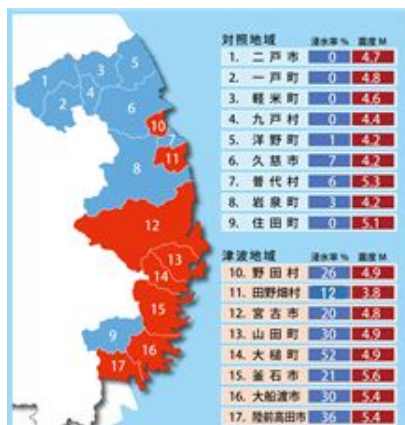 対照地域 浸水率 % 震度 M
1. 二戸市 0 4.7
2. 一戸町 0 4.8
3. 軽米町 0 4.6
4. 九戸村 0 4.4
5. 洋野町 1 4.2
6. 久慈市 7 4.2
7. 普代村 6 5.3
8. 岩泉町 3 4.2
9. 住田町 0 5.1
津波地域 浸水率 % 震度 M
10. 野田村 26 4.9
11. 田野畑村 12 3.8
12. 宮古市 20 4.8
13. 山田町 30 4.9
14. 大槌町 52 4.9
15. 釜石市 21 5.6
16. 大船渡市 30 5.4
17. 陸前高田市 36 5.4
1
2
3
4
5
6
10
7
11
8
12
13
14
15
9
16
17